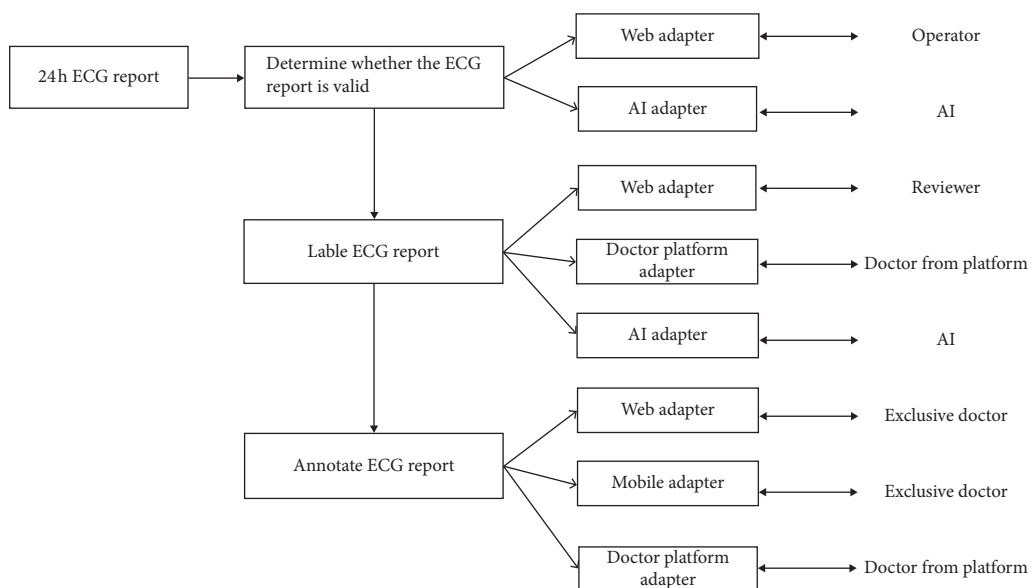 Web adapter
Operator
24h ECG report
Determine whether the ECG
report is valid
AI adapter
AI
Web adapter
Reviewer
Lable ECG report
Doctor platform
adapter
Doctor from platform
AI adapter
AI
Web adapter
Exclusive doctor
Annotate ECG report
Mobile adapter
Exclusive doctor
Doctor platform
adapter
Doctor from platform